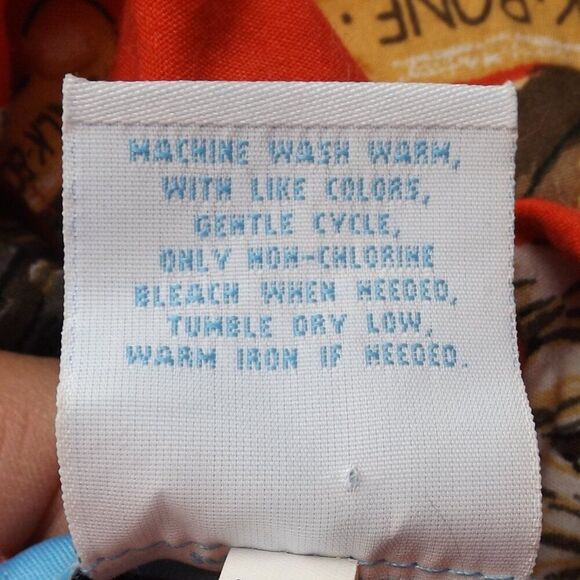 K-BONE.
MACHINE WASH WARM,
WITH LIKE COLORS,
GENTLE CYCLE,
ONLY NON-CHLORINE
BLEACH WHEN NEEDED,
TUMBLE DRY LOW,
WARM IRON IF NEEDED.